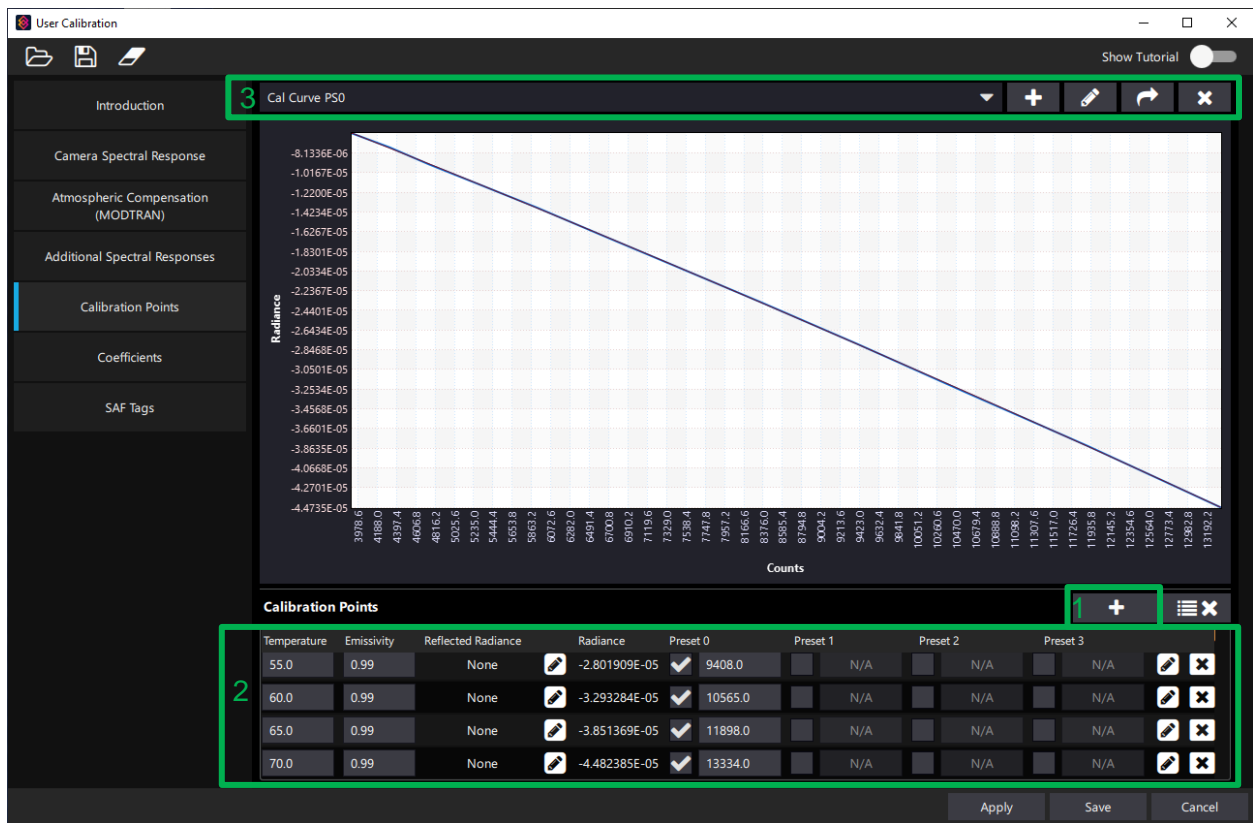 User Calibration
Show Tutorial
Introduction
Camera Spectral Response
Atmospheric Compensation
(MODTRAN)
Additional Spectral Responses
Calibration Points
Coefficients
SAF Tags
3 Cal Curve PS0
Radiance
-8.1336E-06
-1.0167E-05
-1.2200E-05
-1.4234E-05
-1.6267E-05
-1.8301E-05
-2.0334E-05
-2.2367E-05
-2.4401E-05
-2.6434E-05
-2.8468E-05
-3.0501E-05
-3.2534E-05
-3.4568E-05
-3.6601E-05
-3.8635E-05
-4.0668E-05
-4.2701E-05
-4.4735E-05
3978.6 4188.0 4397.4 4606.8 4816.2 5025.6 5235.0 5444.4 5653.8 5863.2 6072.6 6282.0 6491.4 6700.8 6910.2 7119.6 7329.0 7538.4 7747.8 7957.2 8166.6 8376.0 8585.4 8794.8 9004.2 9213.6 9423.0 9632.4 9841.8 10051.2 10260.6 10470.0 10679.4 10888.8 11098.2 11307.6 11517.0 11726.4 11935.8 12145.2 12354.6 12564.0 12773.4 12982.8 13192.2
Counts
Calibration Points
1
2
Temperature Emissivity Reflected Radiance Radiance Preset 0 Preset 1 Preset 2 Preset 3
55.0 0.99 None -2.801909E-05 9408.0 N/A N/A N/A
60.0 0.99 None -3.293284E-05 10565.0 N/A N/A N/A
65.0 0.99 None -3.851369E-05 11898.0 N/A N/A N/A
70.0 0.99 None -4.482385E-05 13334.0 N/A N/A N/A
Apply Save Cancel